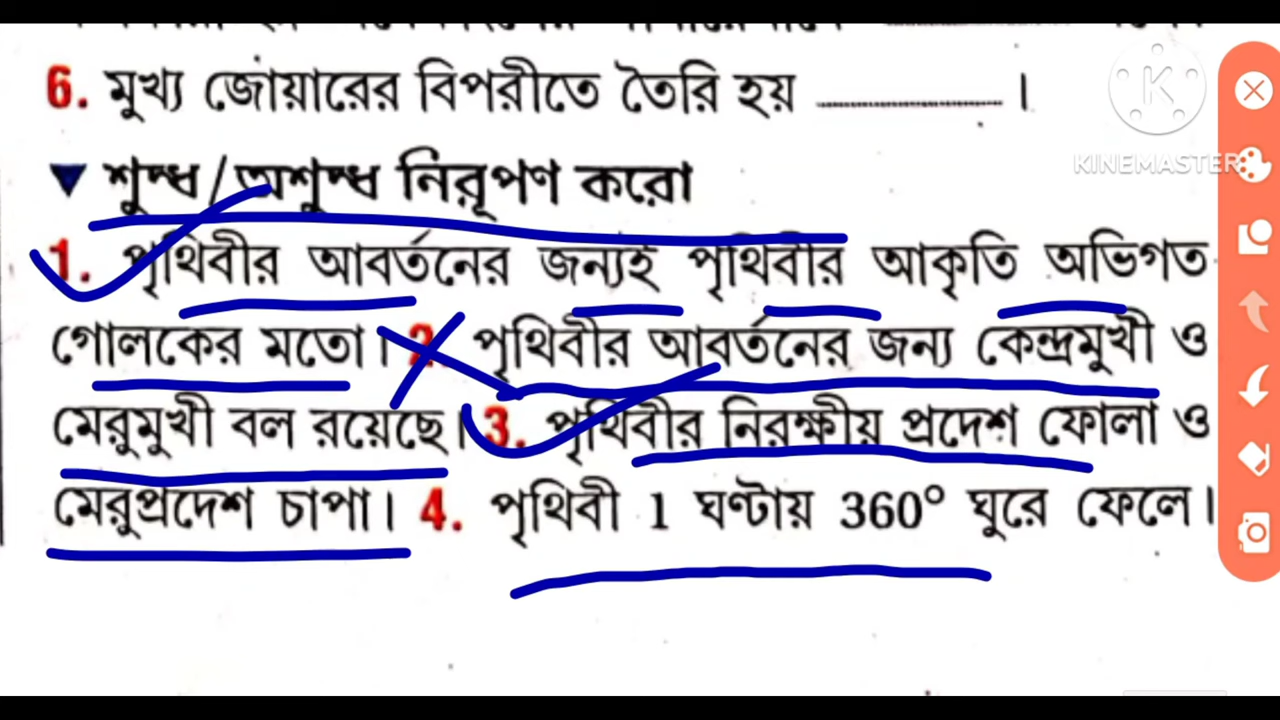 6. মুখ্য জোয়ারের বিপরীতে তৈরি হয় ............ ।
KINEMASTER
▼ শুদ্ধ/অশুদ্ধ নিরূপণ করো
1. পৃথিবীর আবর্তনের জন্যই পৃথিবীর আকৃতি অভিগত
গোলকের মতো। 2. পৃথিবীর আবর্তনের জন্য কেন্দ্রমুখী ও
মেরুমুখী বল রয়েছে। 3. পৃথিবীর নিরক্ষীয় প্রদেশ ফোলা ও
মেরুপ্রদেশ চাপা। 4. পৃথিবী 1 ঘণ্টায় 360° ঘুরে ফেলে।